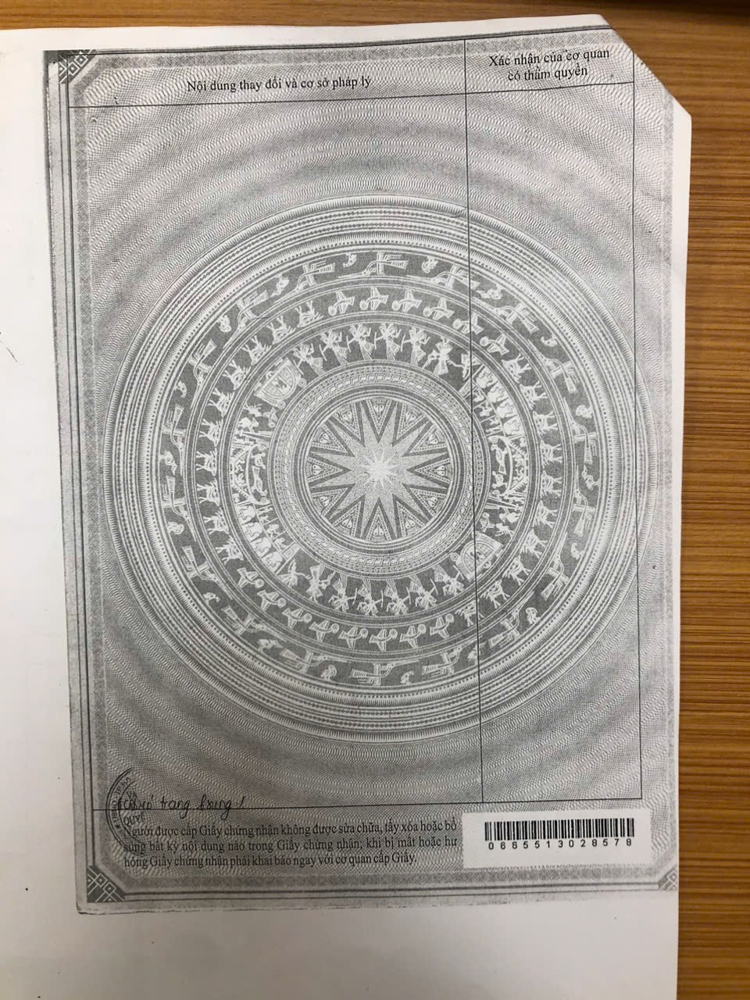 Nội dung thay đổi và cơ sở pháp lý
Xác nhận của cơ quan
có thẩm quyền
trang
Người được cấp Giấy chứng nhận không được sửa chữa, tẩy xóa hoặc bổ
sung bất kỳ nội dung nào trong Giấy chứng nhận; khi bị mất hoặc hư
hỏng Giấy chứng nhận phải khai báo ngay với cơ quan cấp Giấy.
0665513028578